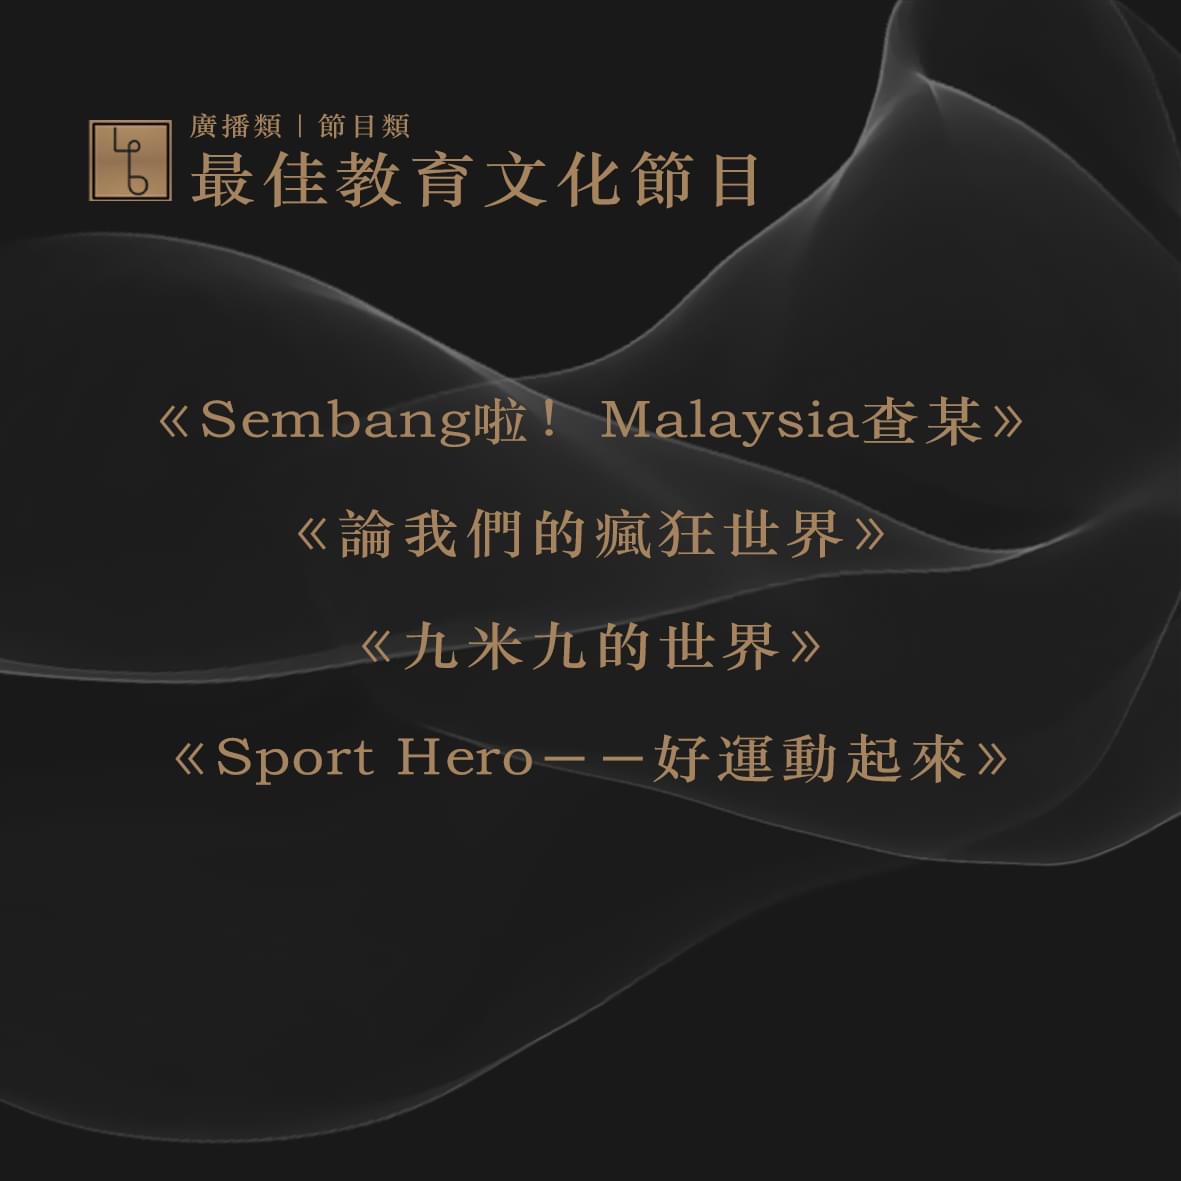 廣播類｜節目類
最佳教育文化節目
《Sembang啦！ Malaysia查某》
《論我們的瘋狂世界》
《九米九的世界》
《Sport Hero－－好運動起來》